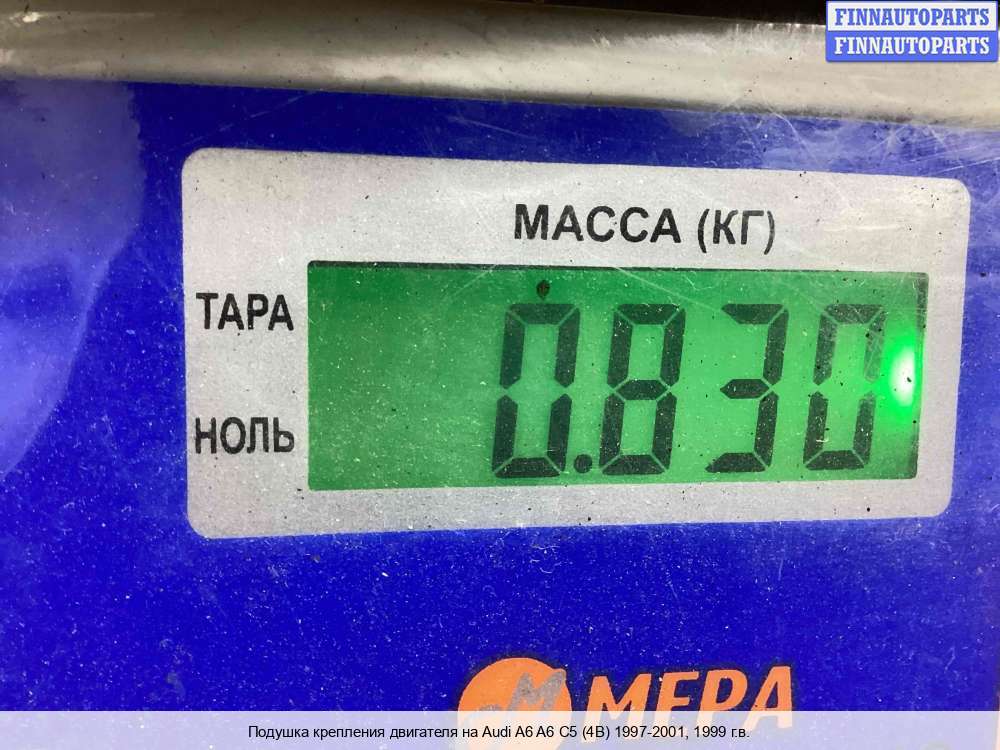 FINNAUTOPARTS
FINNAUTOPARTS
МАССА (КГ)
ТАРА
0.830
НОЛЬ
МЕРА
Подушка крепления двигателя на Audi A6 A6 C5 (4B) 1997-2001, 1999 г.в.